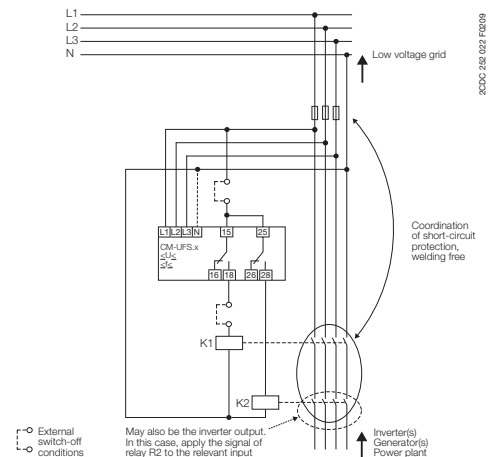 L1
L2
L3
N
Low voltage grid
2CDC 252 022 F0209
L1 L2 L3 N 15 25
CM-UFS.x
<U<
<f<
16 18 26 28
Coordination
of short-circuit
protection,
welding free
K1
K2
External
switch-off
conditions
May also be the inverter output.
In this case, apply the signal of
relay R2 to the relevant input
Inverter(s)
Generator(s)
Power plant